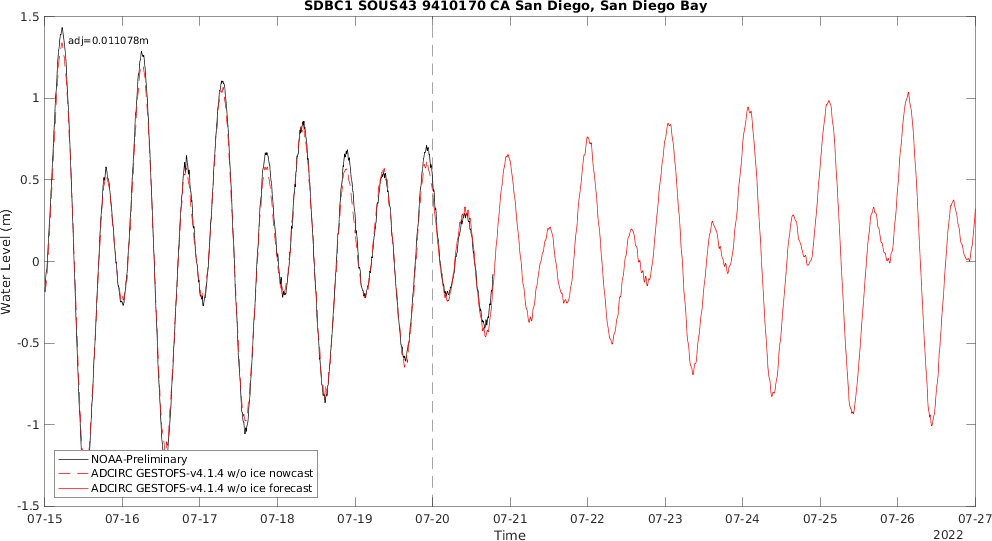 SDBC1 SOUS43 9410170 CA San Diego, San Diego Bay
adj=0.011078m
Water Level (m)
1.5
1
0.5
0
-0.5
-1
-1.5
NOAA-Preliminary
ADCIRC GESTOFS-v4.1.4 w/o ice nowcast
ADCIRC GESTOFS-v4.1.4 w/o ice forecast
07-15 07-16 07-17 07-18 07-19 07-20 07-21 07-22 07-23 07-24 07-25 07-26 07-27
Time
2022